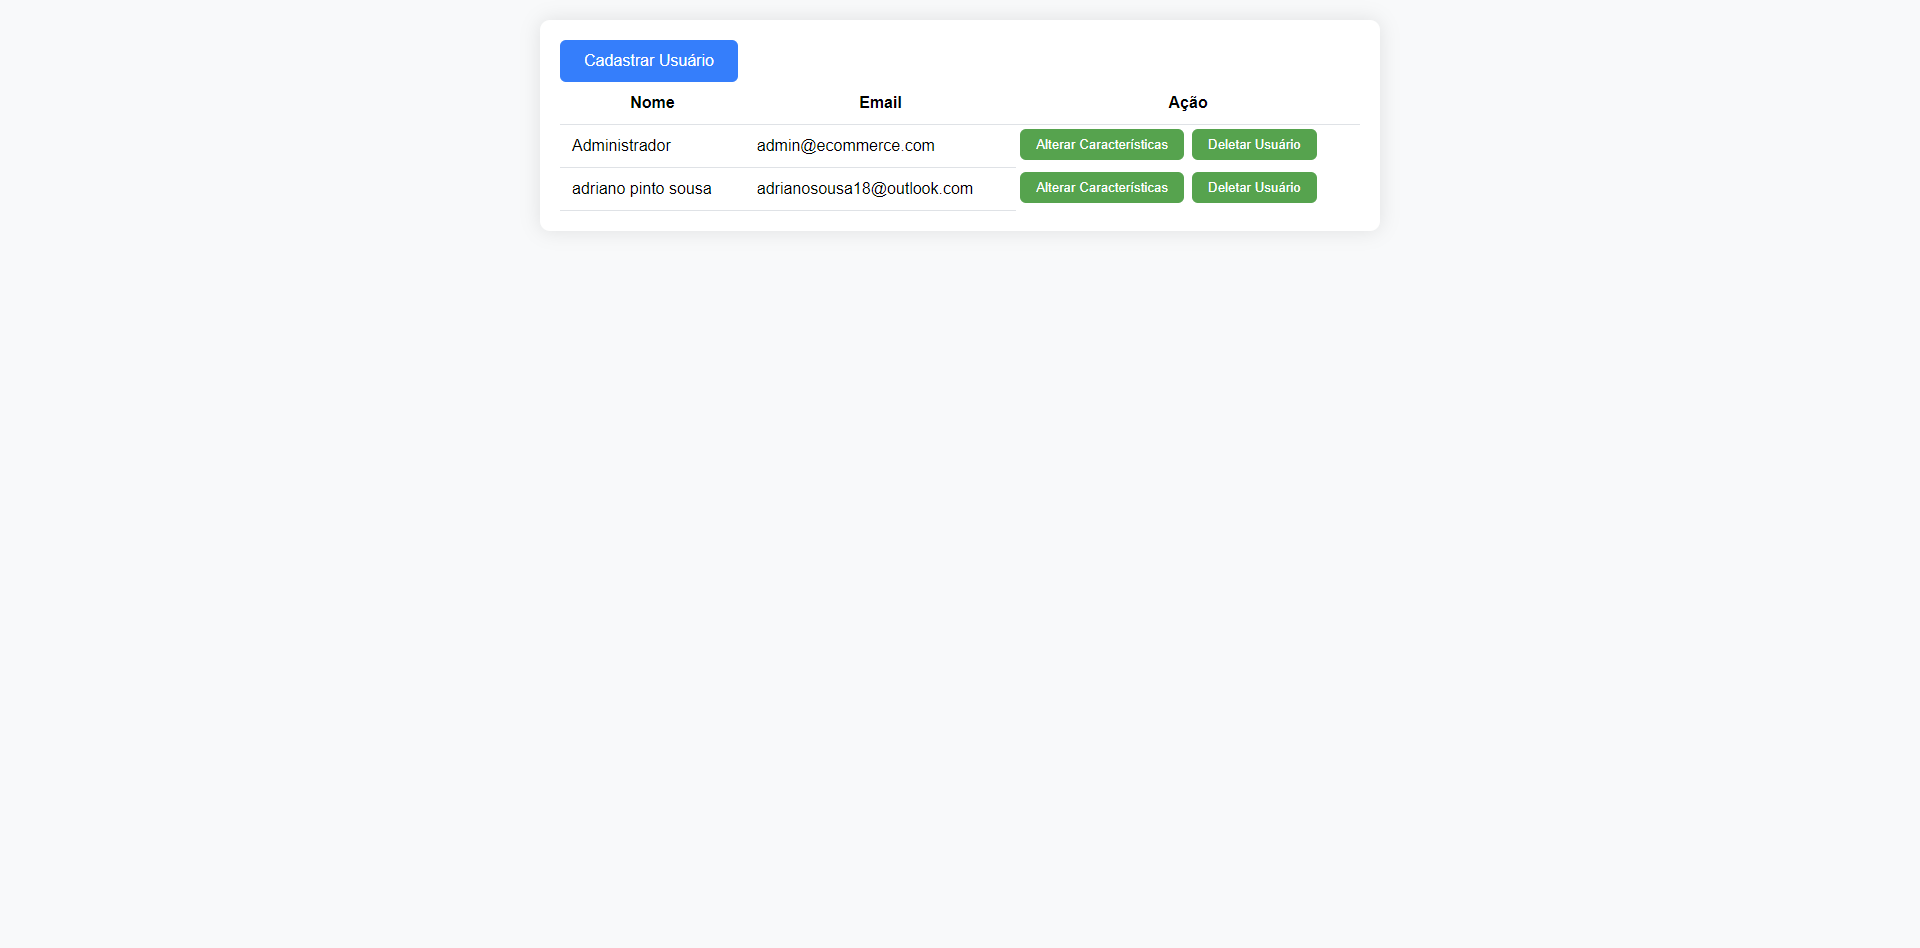 Cadastrar Usuário
Nome Email Ação
Administrador admin@ecommerce.com Alterar Características Deletar Usuário
adriano pinto sousa adrianosousa18@outlook.com Alterar Características Deletar Usuário